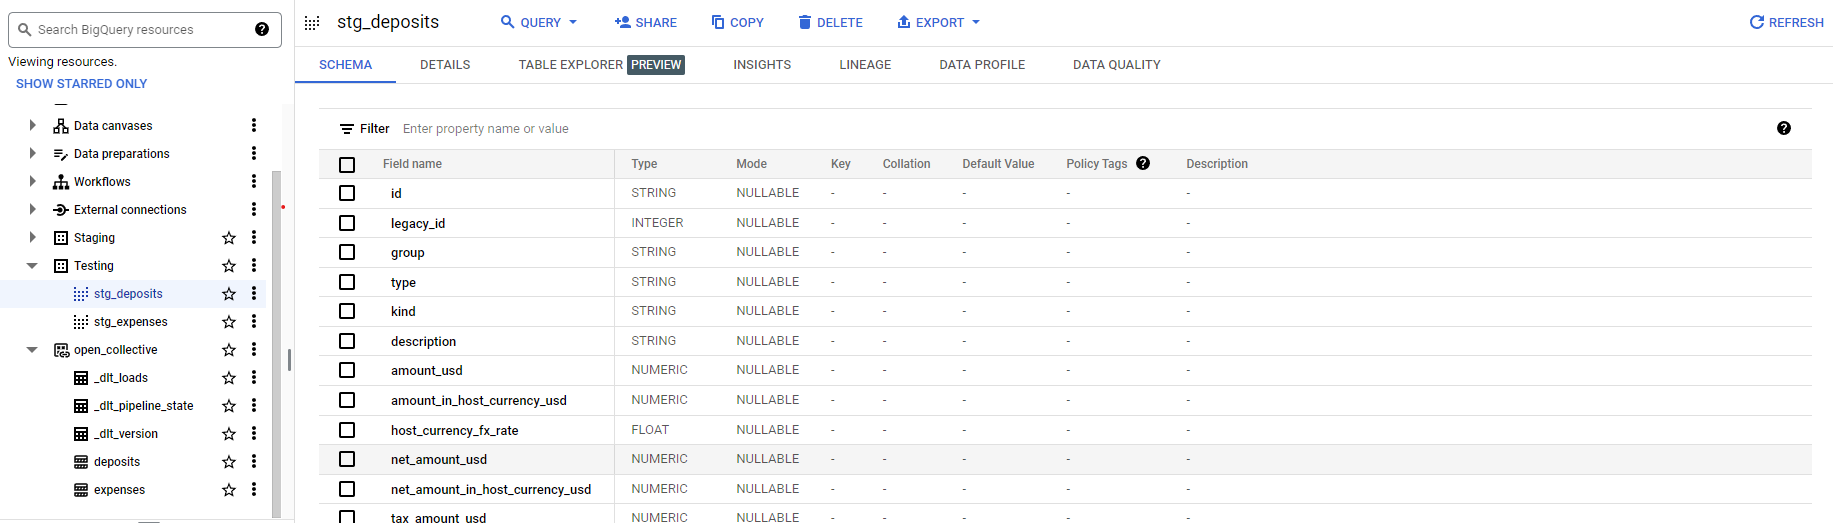 Search BigQuery resources
Viewing resources.
SHOW STARRED ONLY
Data canvases
Data preparations
Workflows
External connections
Staging
Testing
stg_deposits
stg_expenses
open_collective
_dlt_loads
_dlt_pipeline_state
_dlt_version
deposits
expenses
stg_deposits QUERY SHARE COPY DELETE EXPORT REFRESH
SCHEMA DETAILS TABLE EXPLORER PREVIEW INSIGHTS LINEAGE DATA PROFILE DATA QUALITY
Filter Enter property name or value
Field name Type Mode Key Collation Default Value Policy Tags Description
id STRING NULLABLE - - - - -
legacy_id INTEGER NULLABLE - - - - -
group STRING NULLABLE - - - - -
type STRING NULLABLE - - - - -
kind STRING NULLABLE - - - - -
description STRING NULLABLE - - - - -
amount_usd NUMERIC NULLABLE - - - - -
amount_in_host_currency_usd NUMERIC NULLABLE - - - - -
host_currency_fx_rate FLOAT NULLABLE - - - - -
net_amount_usd NUMERIC NULLABLE - - - - -
net_amount_in_host_currency_usd NUMERIC NULLABLE - - - - -
tax_amount_usd NUMERIC NULLABLE - - - - -